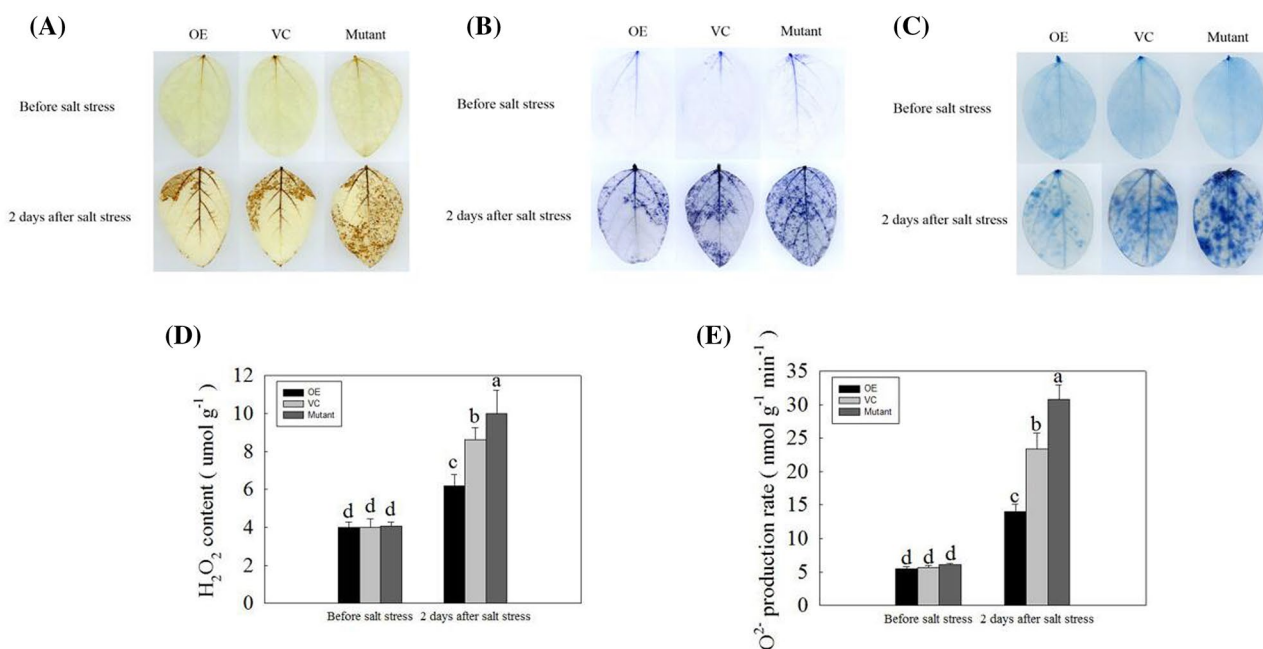 (A)
OE VC Mutant
Before salt stress
2 days after salt stress
(B)
OE VC Mutant
Before salt stress
2 days after salt stress
(C)
OE VC Mutant
Before salt stress
2 days after salt stress
(D)
H₂O₂ content ( umol g⁻¹ )
12
10
8
6
4
2
0
OE
VC
Mutant
d d d
c b a
Before salt stress 2 days after salt stress
(E)
O²⁻ production rate ( nmol g⁻¹ min⁻¹ )
35
30
25
20
15
10
5
0
OE
VC
Mutant
d d d
c b a
Before salt stress 2 days after salt stress